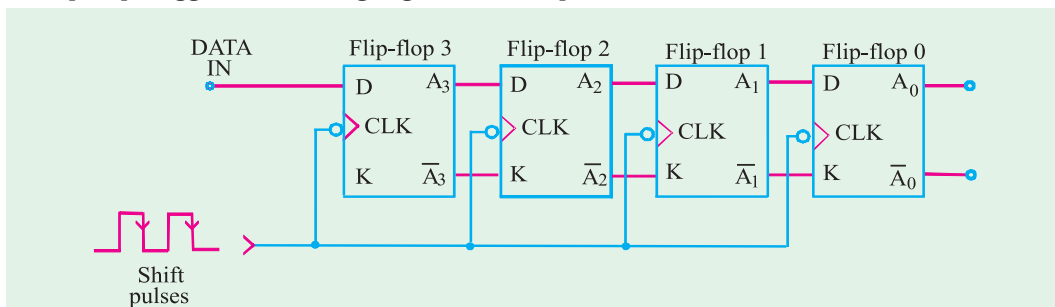 DATA
IN
Flip-flop 3
Flip-flop 2
Flip-flop 1
Flip-flop 0
D
A₃
CLK
K
A̅₃
D
A₂
CLK
K
A̅₂
D
A₁
CLK
K
A̅₁
D
A₀
CLK
K
A̅₀
Shift
pulses